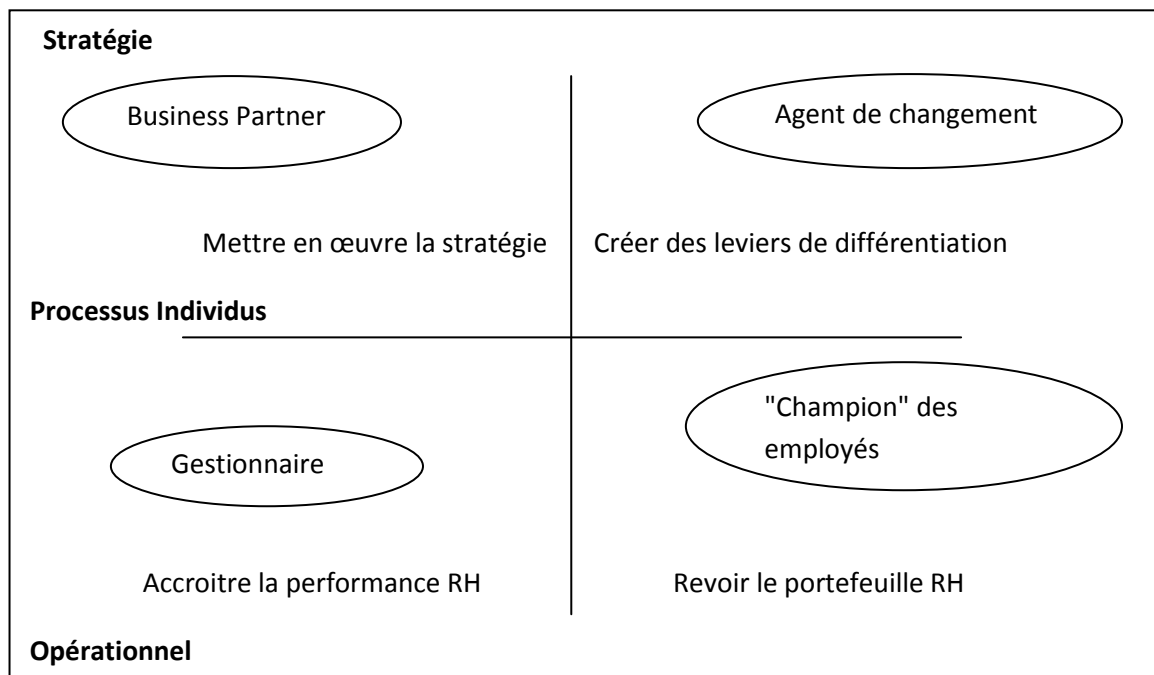 Stratégie
Business Partner
Agent de changement
Mettre en œuvre la stratégie
Créer des leviers de différentiation
Processus Individus
"Champion" des
employés
Gestionnaire
Accroitre la performance RH
Revoir le portefeuille RH
Opérationnel